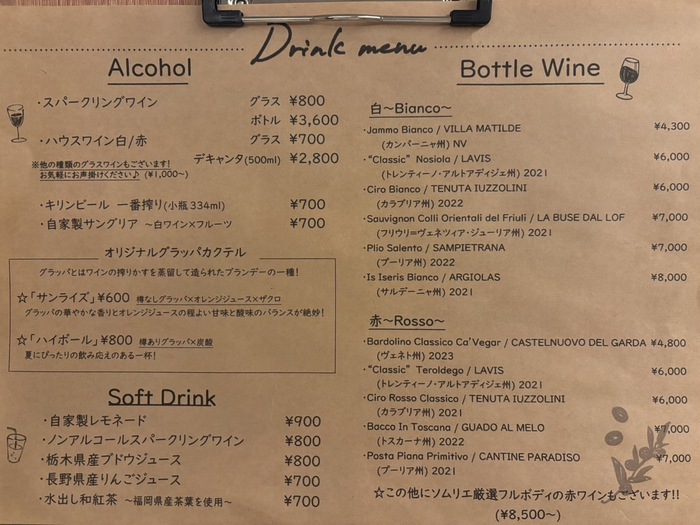 Drink menu
Alcohol
・スパークリングワイン グラス ¥800
ボトル ¥3,600
・ハウスワイン白/赤 グラス ¥700
デキャンタ(500ml) ¥2,800
※他の種類のグラスワインもございます!
お気軽にお声掛けください♪ (¥1,000~)
・キリンビール 一番搾り(小瓶334ml) ¥700
・自家製サングリア ~白ワイン×フルーツ ¥700
オリジナルグラッパカクテル
グラッパとはワインの搾りかすを蒸留して造られたブランデーの一種!
☆「サンライズ」¥600 樽なしグラッパ×オレンジジュース×ザクロ
グラッパの華やかな香りとオレンジジュースの程よい甘味と酸味のバランスが絶妙!
☆「ハイボール」¥800 樽ありグラッパ×炭酸
夏にぴったりの飲み応えのある一杯!
Soft Drink
・自家製レモネード ¥900
・ノンアルコールスパークリングワイン ¥800
・栃木県産ブドウジュース ¥800
・長野県産りんごジュース ¥700
・水出し和紅茶 ~福岡県産茶葉を使用~ ¥700
Bottle Wine
白~Bianco~
・Jammo Bianco / VILLA MATILDE ¥4,300
(カンパーニャ州) NV
・"Classic" Nosiola / LAVIS ¥6,000
(トレンティーノ・アルトアディジェ州) 2021
・Ciro Bianco / TENUTA IUZZOLINI ¥6,000
(カラブリア州) 2022
・Sauvignon Colli Orientali del Friuli / LA BUSE DAL LOF ¥7,000
(フリウリ=ヴェネツィア・ジューリア州) 2021
・Plio Salento / SAMPIETRANA ¥7,000
(プーリア州) 2022
・Is Iseris Bianco / ARGIOLAS ¥8,000
(サルデーニャ州) 2021
赤~Rosso~
・Bardolino Classico Ca'Vegar / CASTELNUOVO DEL GARDA ¥4,800
(ヴェネト州) 2023
・"Classic" Teroldego / LAVIS ¥6,000
(トレンティーノ・アルトアディジェ州) 2021
・Ciro Rosso Classico / TENUTA IUZZOLINI ¥6,000
(カラブリア州) 2021
・Bacco In Toscana / GUADO AL MELO ¥7,000
(トスカーナ州) 2022
・Posta Piana Primitivo / CANTINE PARADISO ¥7,000
(プーリア州) 2021
☆この他にソムリエ厳選フルボディの赤ワインもございます!!
(¥8,500~)